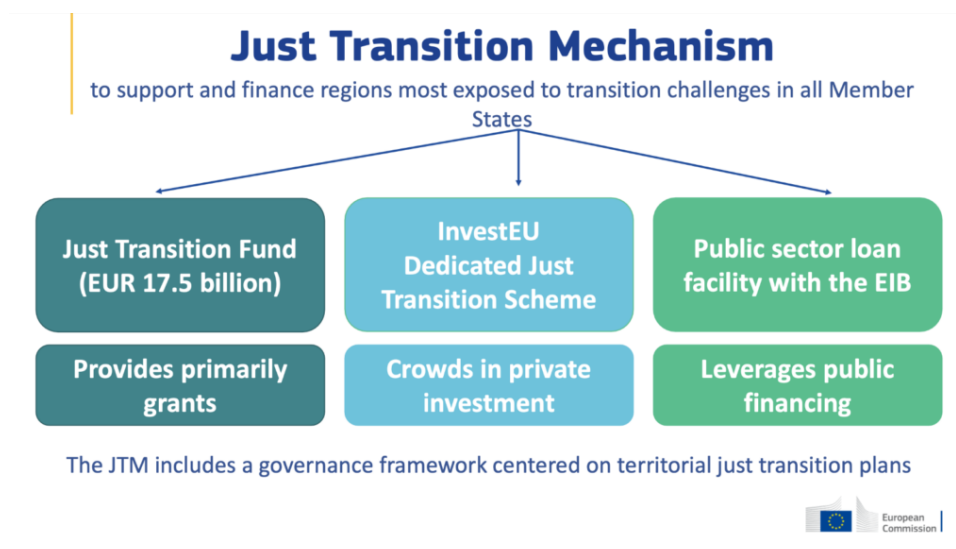 Just Transition Mechanism
to support and finance regions most exposed to transition challenges in all Member
States
Just Transition Fund
(EUR 17.5 billion)
InvestEU
Dedicated Just
Transition Scheme
Public sector loan
facility with the EIB
Provides primarily
grants
Crowds in private
investment
Leverages public
financing
The JTM includes a governance framework centered on territorial just transition plans
European
Commission